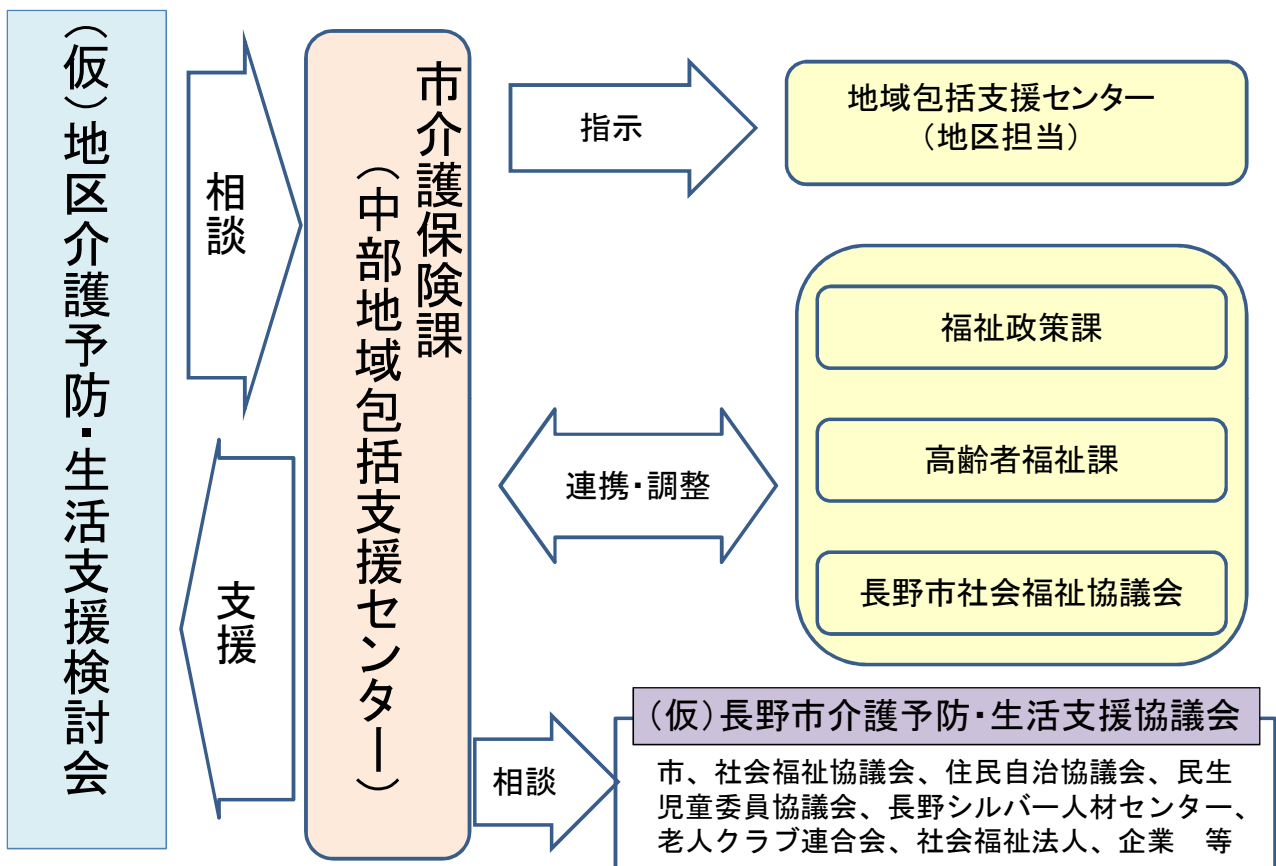 (仮)地区介護予防・生活支援検討会
相談
支援
市介護保険課
(中部地域包括支援センター)
指示
地域包括支援センター
(地区担当)
連携・調整
福祉政策課
高齢者福祉課
長野市社会福祉協議会
相談
(仮)長野市介護予防・生活支援協議会
市、社会福祉協議会、住民自治協議会、民生
児童委員協議会、長野シルバー人材センター、
老人クラブ連合会、社会福祉法人、企業　等